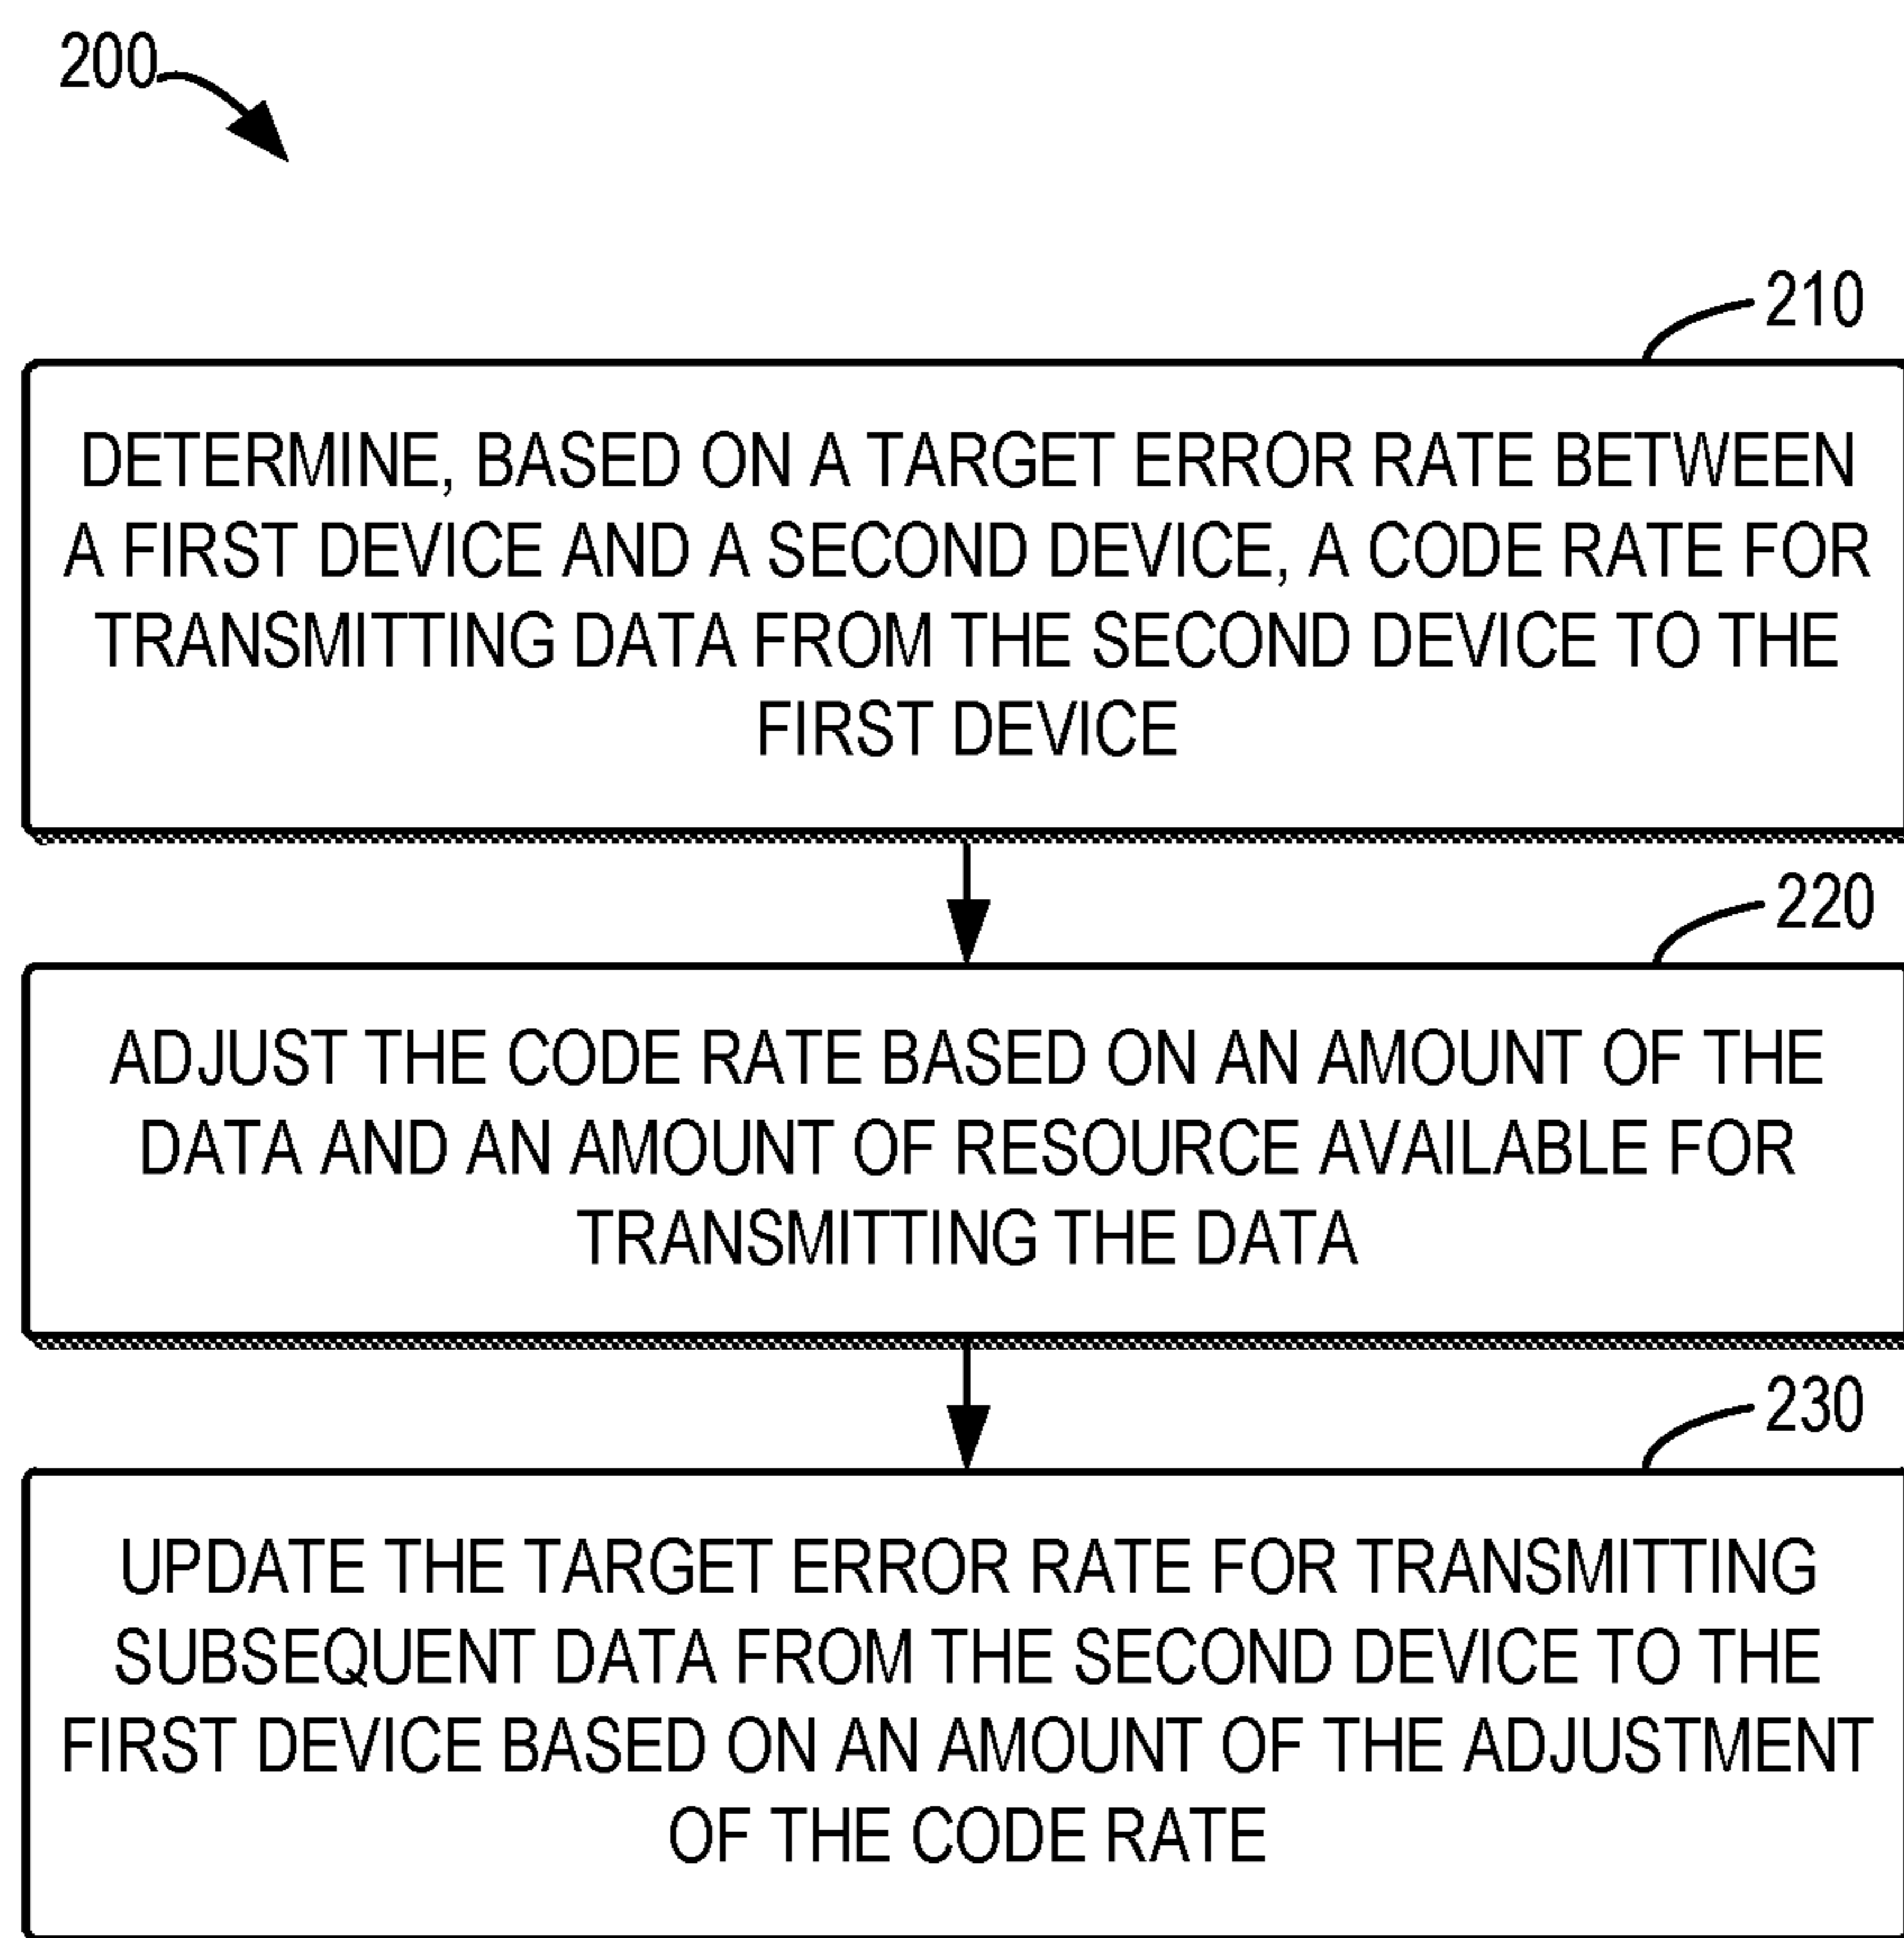 200
210
DETERMINE, BASED ON A TARGET ERROR RATE BETWEEN
A FIRST DEVICE AND A SECOND DEVICE, A CODE RATE FOR
TRANSMITTING DATA FROM THE SECOND DEVICE TO THE
FIRST DEVICE
220
ADJUST THE CODE RATE BASED ON AN AMOUNT OF THE
DATA AND AN AMOUNT OF RESOURCE AVAILABLE FOR
TRANSMITTING THE DATA
230
UPDATE THE TARGET ERROR RATE FOR TRANSMITTING
SUBSEQUENT DATA FROM THE SECOND DEVICE TO THE
FIRST DEVICE BASED ON AN AMOUNT OF THE ADJUSTMENT
OF THE CODE RATE